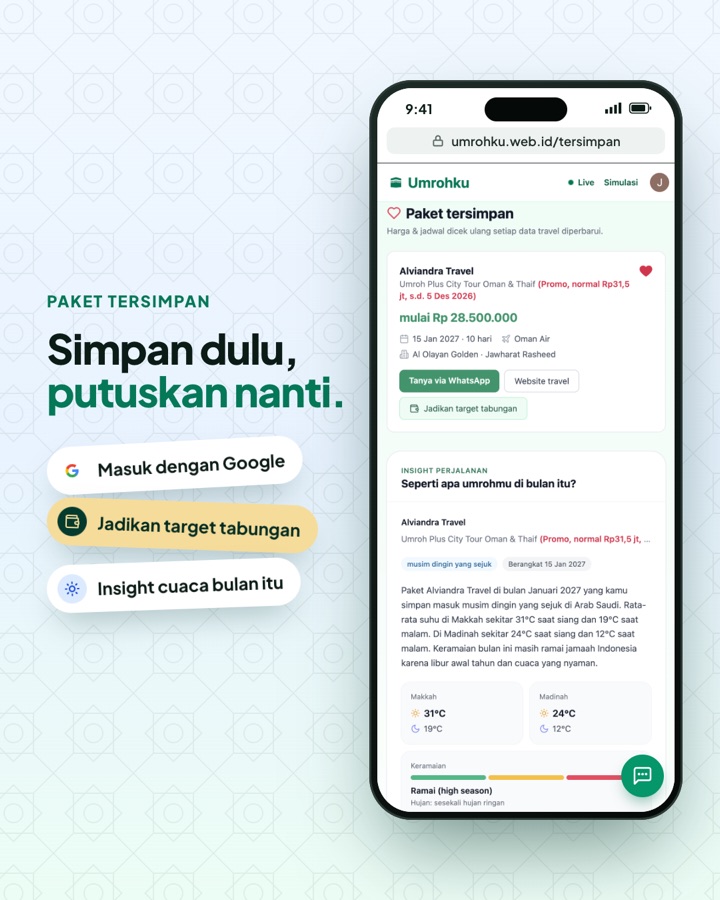 PAKET TERSIMPAN
Simpan dulu,
putuskan nanti.
Masuk dengan Google
Jadikan target tabungan
Insight cuaca bulan itu
9:41
umrohku.web.id/tersimpan
Umrohku
Live
Simulasi
J
Paket tersimpan
Harga & jadwal dicek ulang setiap data travel diperbarui.
Alviandra Travel
Umroh Plus City Tour Oman & Thaif (Promo, normal Rp31,5
jt, s.d. 5 Des 2026)
mulai Rp 28.500.000
15 Jan 2027 · 10 hari
Oman Air
Al Olayan Golden · Jawharat Rasheed
Tanya via WhatsApp
Website travel
Jadikan target tabungan
INSIGHT PERJALANAN
Seperti apa umrohmu di bulan itu?
Alviandra Travel
Umroh Plus City Tour Oman & Thaif (Promo, normal Rp31,5 jt, ...
musim dingin yang sejuk
Berangkat 15 Jan 2027
Paket Alviandra Travel di bulan Januari 2027 yang kamu
simpan masuk musim dingin yang sejuk di Arab Saudi. Rata-
rata suhu di Makkah sekitar 31°C saat siang dan 19°C saat
malam. Di Madinah sekitar 24°C saat siang dan 12°C saat
malam. Keramaian bulan ini masih ramai jamaah Indonesia
karena libur awal tahun dan cuaca yang nyaman.
Makkah
31°C
19°C
Madinah
24°C
12°C
Keramaian
Ramai (high season)
Hujan: sesekali hujan ringan